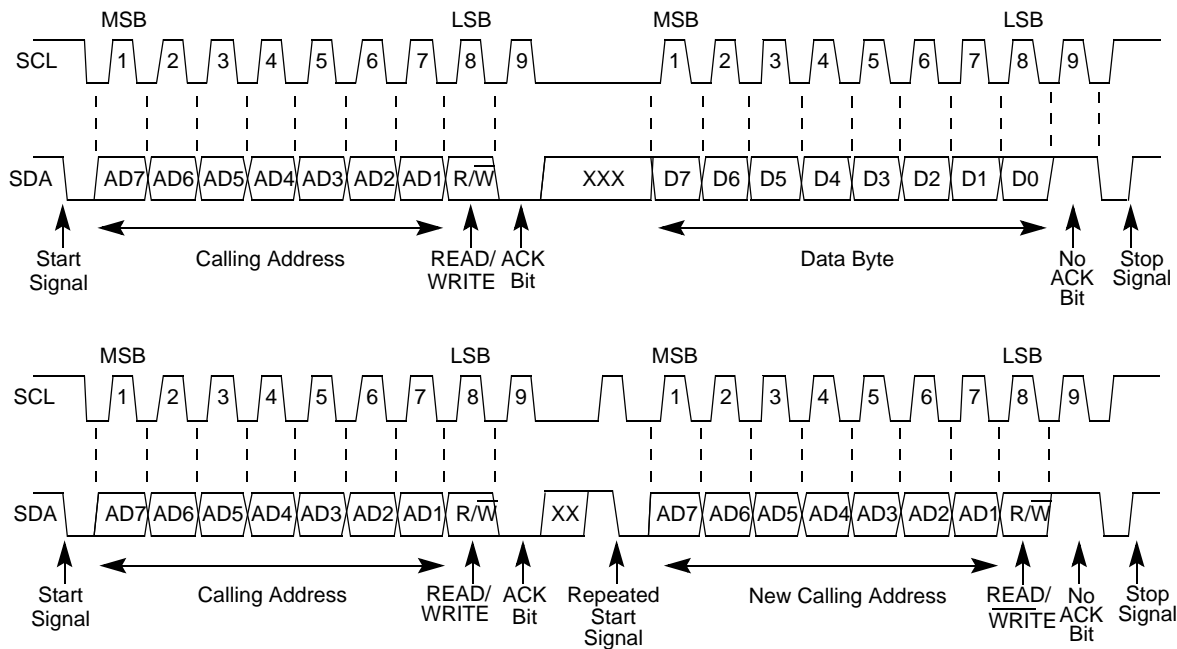 MSB LSB MSB LSB
SCL 1 2 3 4 5 6 7 8 9 1 2 3 4 5 6 7 8 9
SDA AD7 AD6 AD5 AD4 AD3 AD2 AD1 R/W̅ XXX D7 D6 D5 D4 D3 D2 D1 D0
Start Signal
Calling Address
READ/
WRITE
ACK
Bit
Data Byte
No
ACK
Bit
Stop
Signal
MSB LSB MSB LSB
SCL 1 2 3 4 5 6 7 8 9 1 2 3 4 5 6 7 8 9
SDA AD7 AD6 AD5 AD4 AD3 AD2 AD1 R/W̅ XX AD7 AD6 AD5 AD4 AD3 AD2 AD1 R/W̅
Start
Signal
Calling Address
READ/
WRITE
ACK
Bit
Repeated
Start
Signal
New Calling Address
READ/
W̅R̅I̅T̅E̅
No
ACK
Bit
Stop
Signal